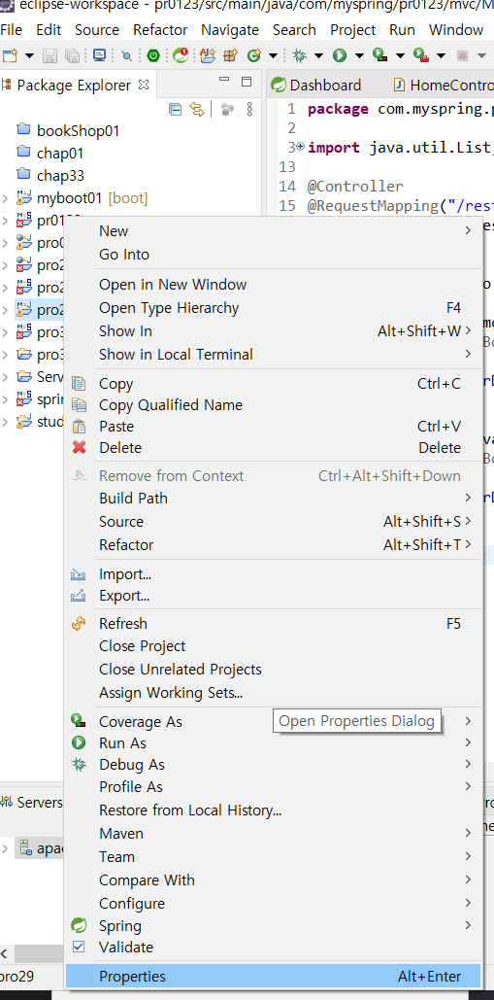 eclipse-workspace - pr0123/src/main/java/com/myspring/pr0123/mvc/M
File Edit Source Refactor Navigate Search Project Run Window
Package Explorer
Dashboard
HomeContro
bookShop01
chap01
chap33
myboot01 [boot]
pr0123
pro2
pro2
pro3
pro3
Serv
sprin
stud
1 package com.myspring.p
2
3 import java.util.List
13
14 @Controller
15 @RequestMapping("/rest
New
Go Into
Open in New Window
Open Type Hierarchy F4
Show In Alt+Shift+W
Show in Local Terminal
Copy Ctrl+C
Copy Qualified Name
Paste Ctrl+V
Delete Delete
Remove from Context Ctrl+Alt+Shift+Down
Build Path
Source Alt+Shift+S
Refactor Alt+Shift+T
Import...
Export...
Refresh F5
Close Project
Close Unrelated Projects
Assign Working Sets...
Coverage As
Open Properties Dialog
Run As
Debug As
Profile As
Servers
Restore from Local History...
Maven
apac
Team
Compare With
Configure
Spring
Validate
pro29
Properties Alt+Enter